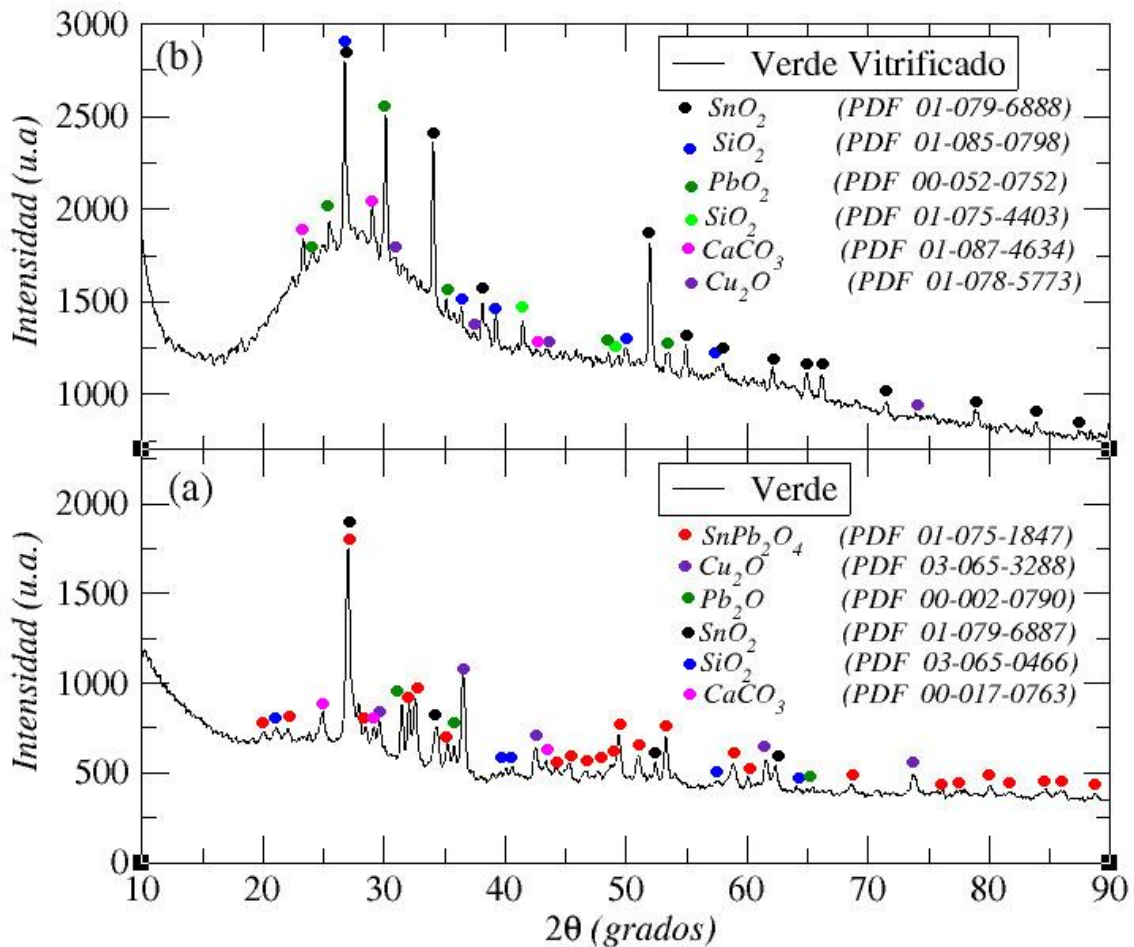 3000
(b)
Verde Vitrificado
SnO2 (PDF 01-079-6888)
SiO2 (PDF 01-085-0798)
PbO2 (PDF 00-052-0752)
SiO2 (PDF 01-075-4403)
CaCO3 (PDF 01-087-4634)
Cu2O (PDF 01-078-5773)
2500
2000
1500
1000
Intensidad (u.a)
(a)
Verde
SnPb2O4 (PDF 01-075-1847)
Cu2O (PDF 03-065-3288)
Pb2O (PDF 00-002-0790)
SnO2 (PDF 01-079-6887)
SiO2 (PDF 03-065-0466)
CaCO3 (PDF 00-017-0763)
2000
1500
1000
500
0
Intensidad (u.a.)
10 20 30 40 50 60 70 80 90
2θ (grados)